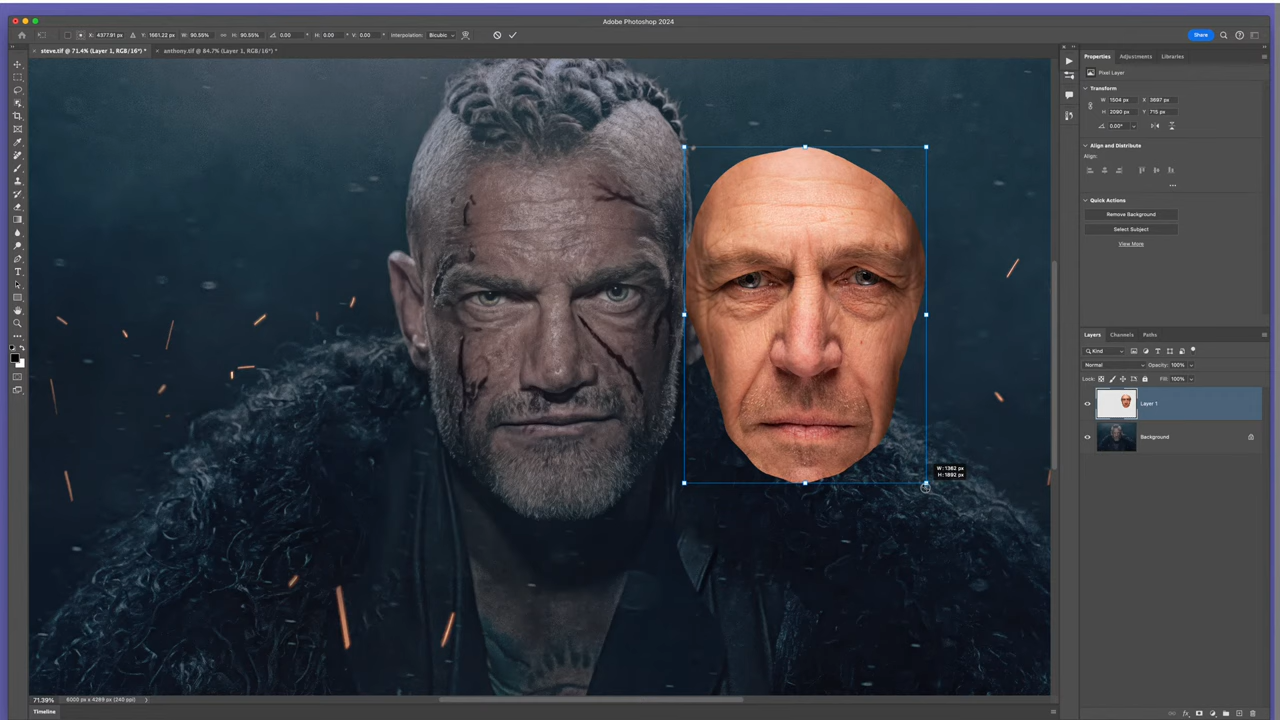 Adobe Photoshop 2024
X: 4377.91 px Y: 1661.22 px W: 90.55% H: 90.55% 0.00 ° H: 0.00 ° V: 0.00 ° Interpolation: Bicubic
Share
steve.tif @ 71.4% (Layer 1, RGB/16*) *
anthony.tif @ 84.7% (Layer 1, RGB/16*) *
Properties Adjustments Libraries
Pixel Layer
Transform
W 1504 px X 3697 px
H 2090 px Y 715 px
0.00°
Align and Distribute
Align:
Quick Actions
Remove Background
Select Subject
View More
Layers Channels Paths
Kind
Normal Opacity: 100%
Lock: Fill: 100%
Layer 1
Background
W: 1362 px
H: 1892 px
71.39% 6000 px x 4269 px (240 ppi)
Timeline